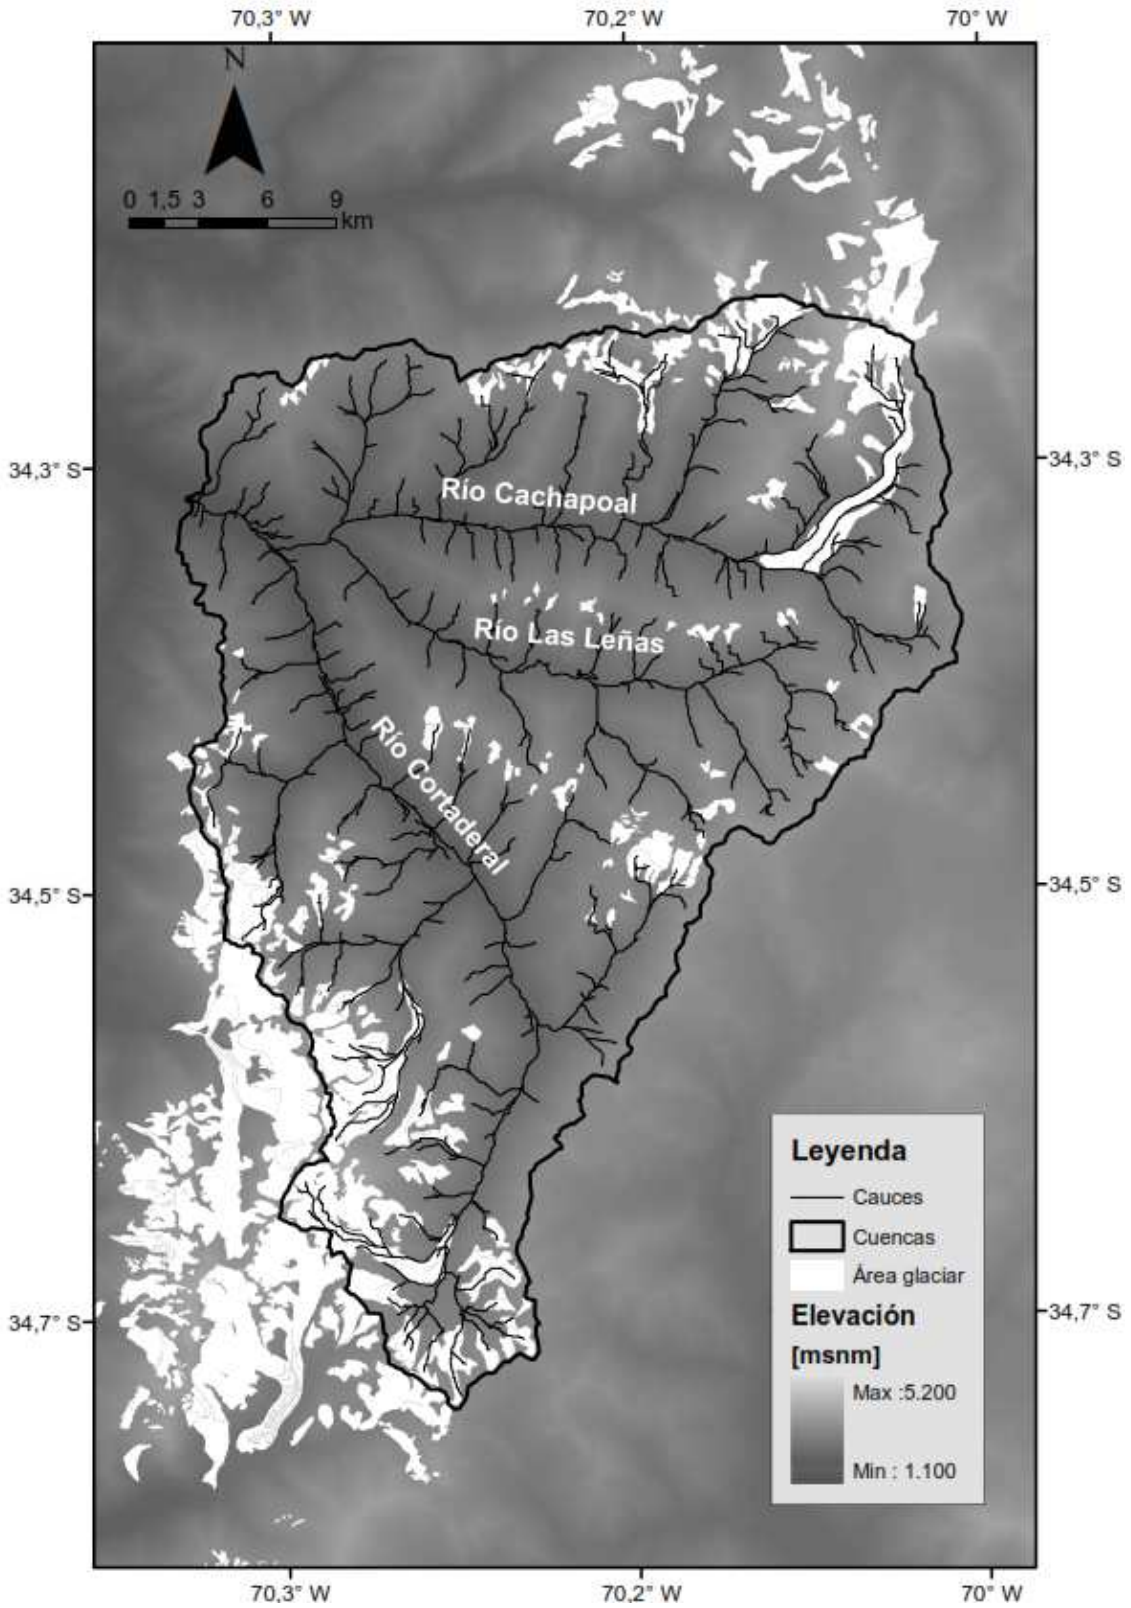 70,3° W 70,2° W 70° W
N
0 1,5 3 6 9
km
34,3° S 34,3° S
Río Cachapoal
Río Las Leñas
Río Cortaderal
34,5° S 34,5° S
Leyenda
Cauces
Cuencas
Área glaciar
Elevación
[msnm]
Max :5.200
Min : 1.100
34,7° S 34,7° S
70,3° W 70,2° W 70° W